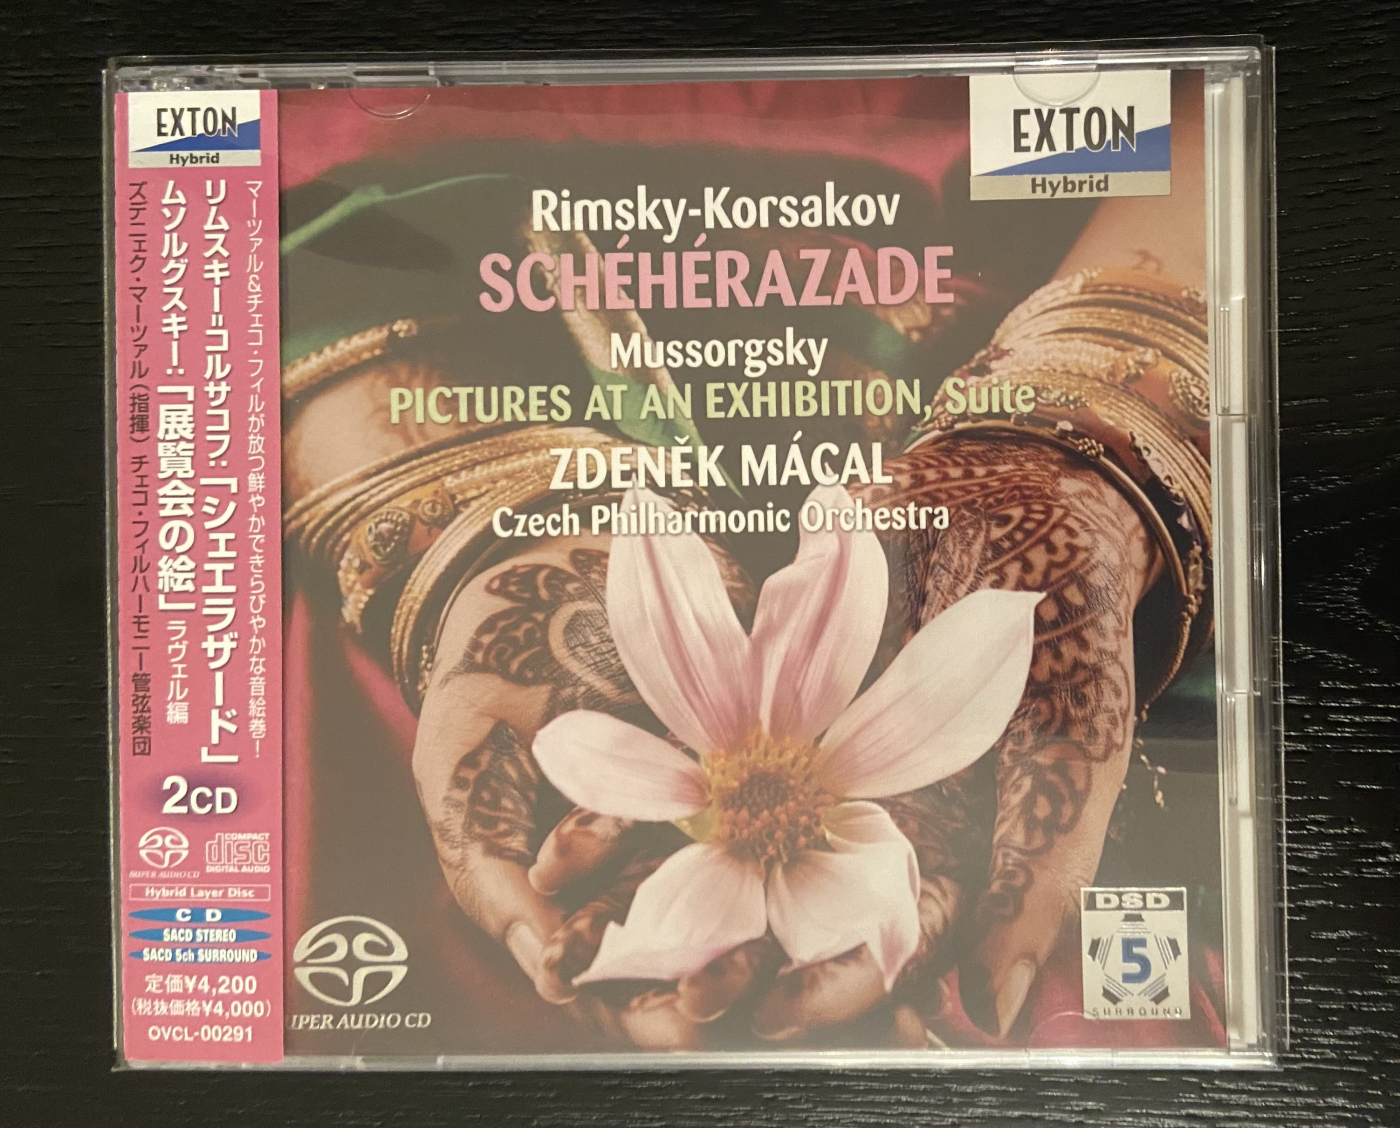 EXTON
Hybrid
マーツァル&チェコ・フィルが放つ鮮やかできらびやかな音絵巻!
リムスキー=コルサコフ:「シェエラザード」
ムソルグスキー:「展覧会の絵」ラヴェル編
ズデニェク・マーツァル(指揮) チェコ・フィルハーモニー管弦楽団
2CD
SUPER AUDIO CD
COMPACT
disc
DIGITAL AUDIO
Hybrid Layer Disc
CD
SACD STEREO
SACD 5ch SURROUND
定価¥4,200
(税抜価格¥4,000)
OVCL-00291
EXTON
Hybrid
Rimsky-Korsakov
SCHÉHÉRAZADE
Mussorgsky
PICTURES AT AN EXHIBITION, Suite
ZDENĚK MÁCAL
Czech Philharmonic Orchestra
UPER AUDIO CD
DSD
5
SURROUND